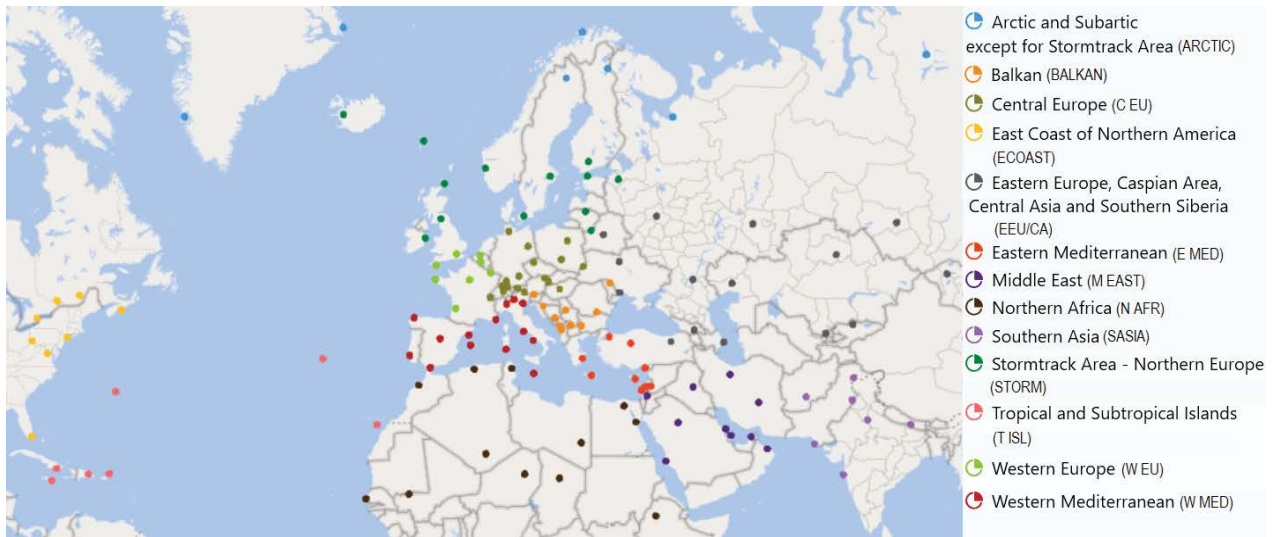 Arctic and Subartic
except for Stormtrack Area (ARCTIC)
Balkan (BALKAN)
Central Europe (C EU)
East Coast of Northern America
(ECOAST)
Eastern Europe, Caspian Area,
Central Asia and Southern Siberia
(EEU/CA)
Eastern Mediterranean (E MED)
Middle East (M EAST)
Northern Africa (N AFR)
Southern Asia (SASIA)
Stormtrack Area - Northern Europe
(STORM)
Tropical and Subtropical Islands
(T ISL)
Western Europe (W EU)
Western Mediterranean (W MED)